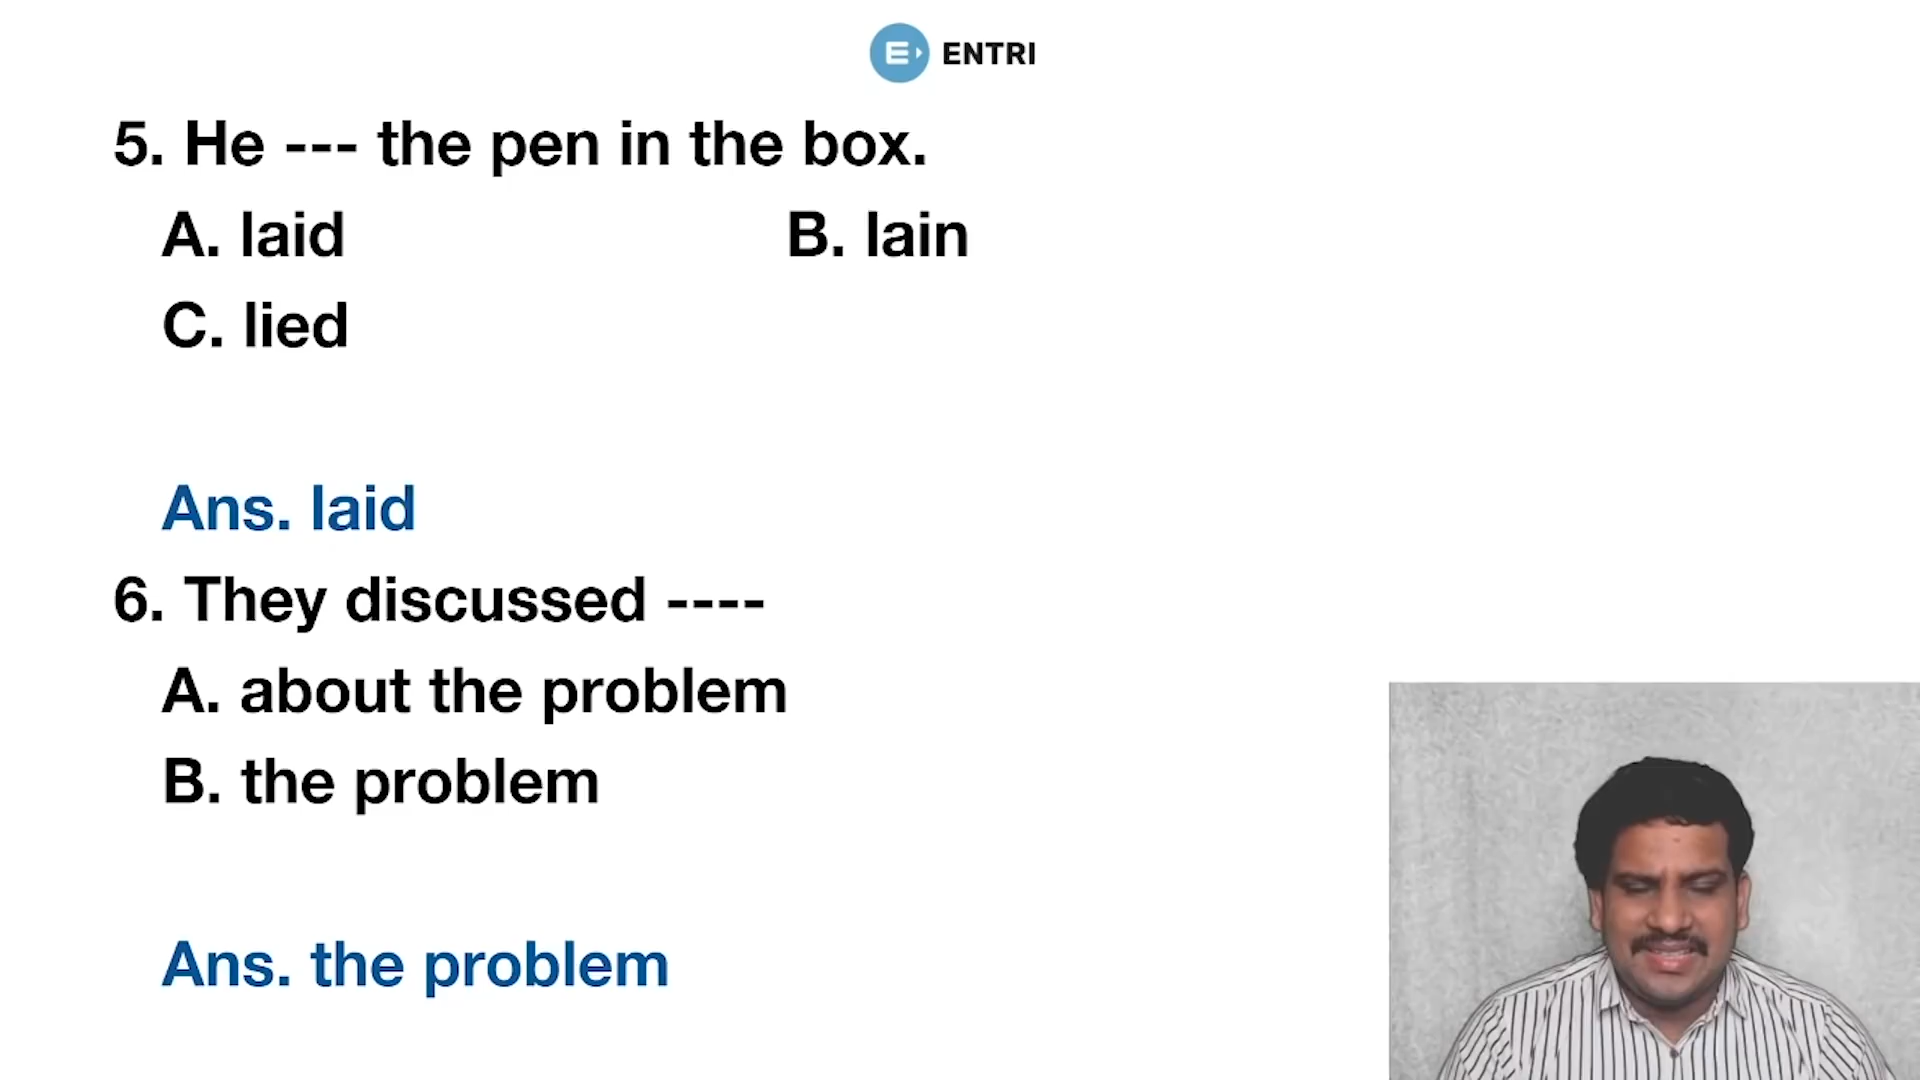 ENTRI
5. He --- the pen in the box.
A. laid B. lain
C. lied
Ans. laid
6. They discussed ----
A. about the problem
B. the problem
Ans. the problem